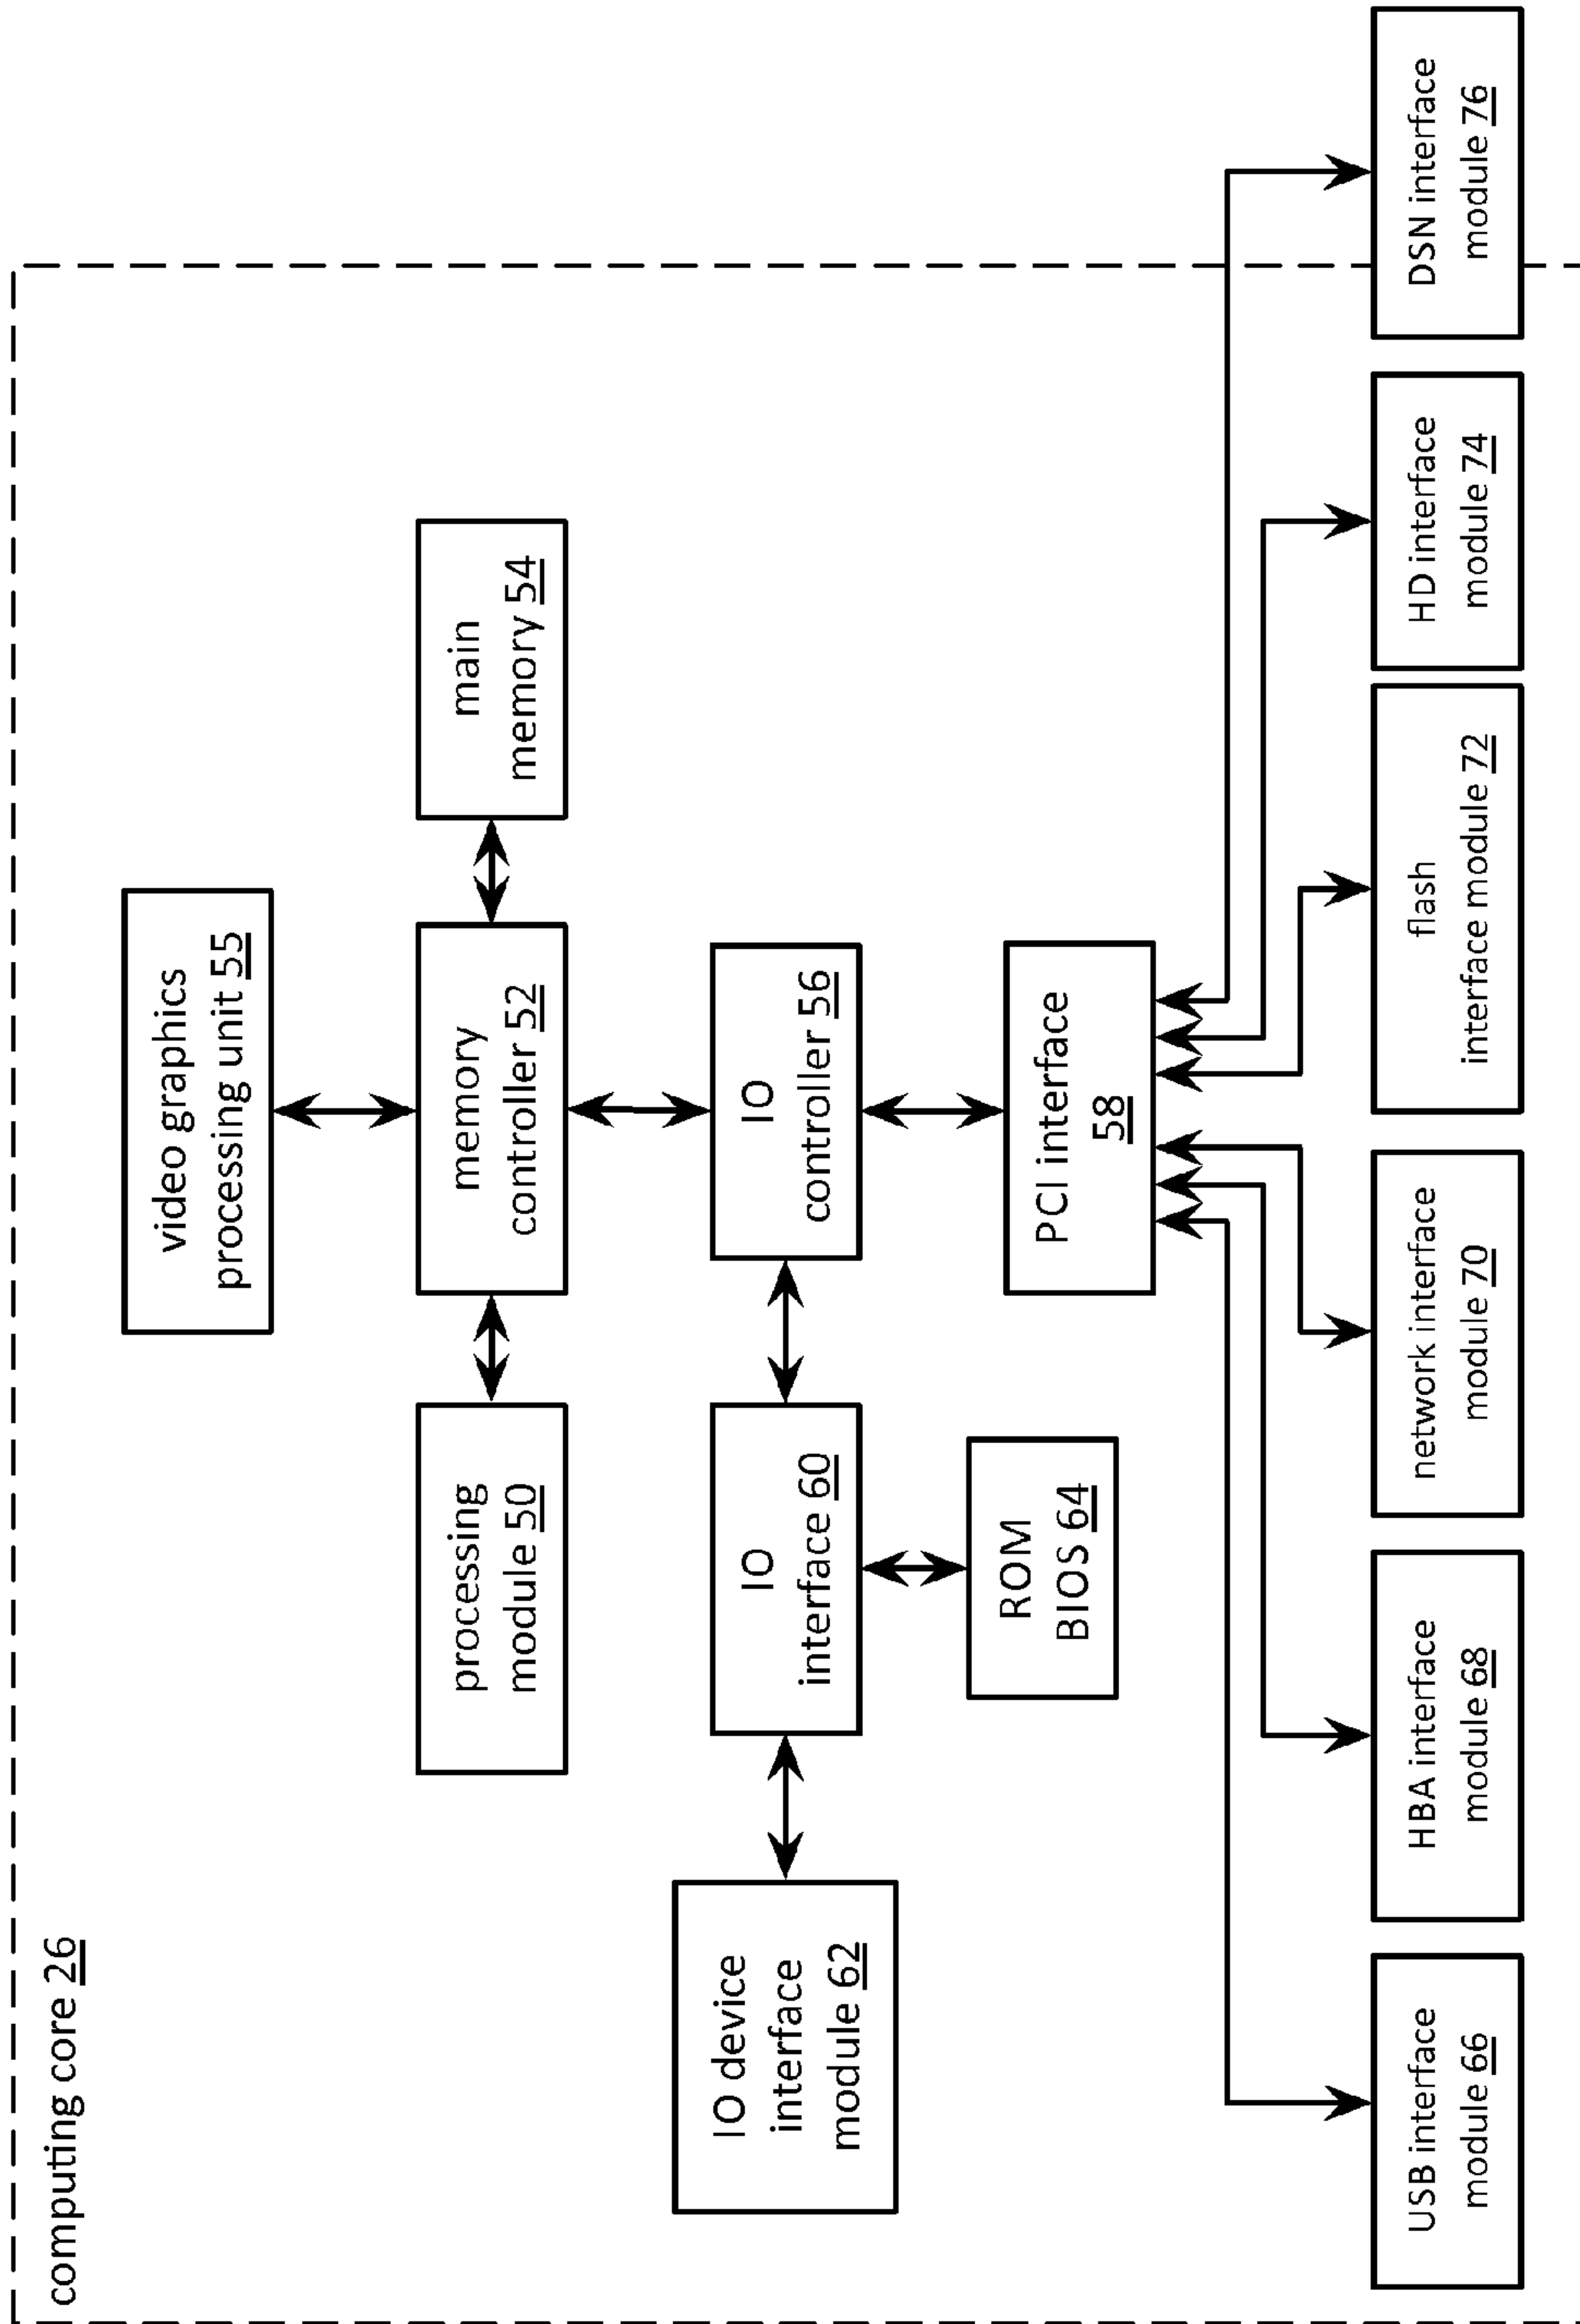 computing core 26
video graphics
processing unit 55
processing
module 50
memory
controller 52
main
memory 54
IO device
interface
module 62
IO
interface 60
IO
controller 56
ROM
BIOS 64
PCI interface
58
USB interface
module 66
HBA interface
module 68
network interface
module 70
flash
interface module 72
HD interface
module 74
DSN interface
module 76